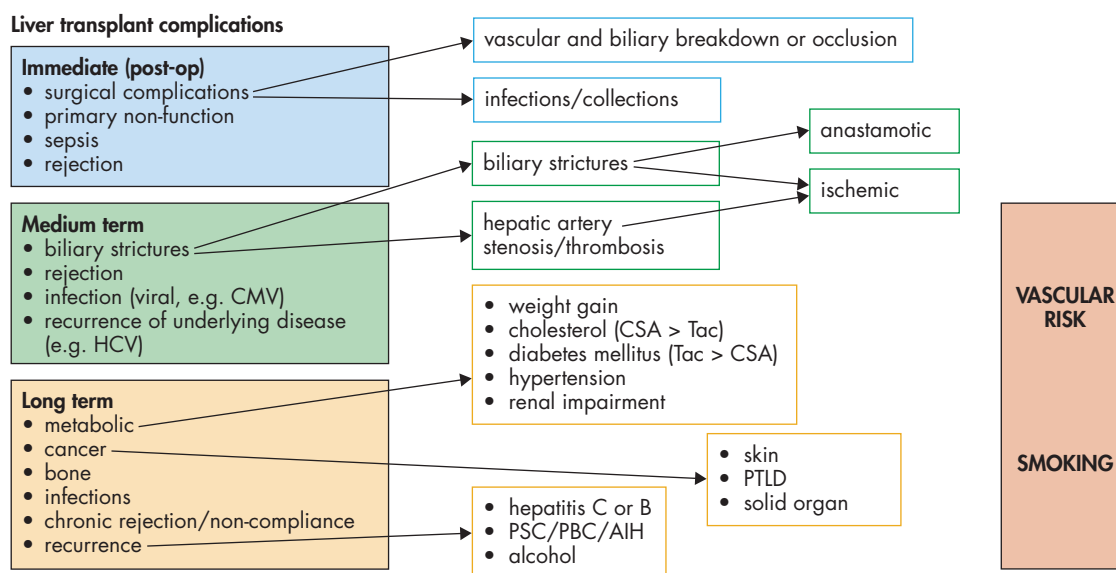 Liver transplant complications
Immediate (post-op)
• surgical complications
• primary non-function
• sepsis
• rejection
vascular and biliary breakdown or occlusion
infections/collections
biliary strictures
anastamotic
ischemic
Medium term
• biliary strictures
• rejection
• infection (viral, e.g. CMV)
• recurrence of underlying disease
(e.g. HCV)
hepatic artery
stenosis/thrombosis
• weight gain
• cholesterol (CSA > Tac)
• diabetes mellitus (Tac > CSA)
• hypertension
• renal impairment
Long term
• metabolic
• cancer
• bone
• infections
• chronic rejection/non-compliance
• recurrence
• skin
• PTLD
• solid organ
• hepatitis C or B
• PSC/PBC/AIH
• alcohol
VASCULAR
RISK
SMOKING